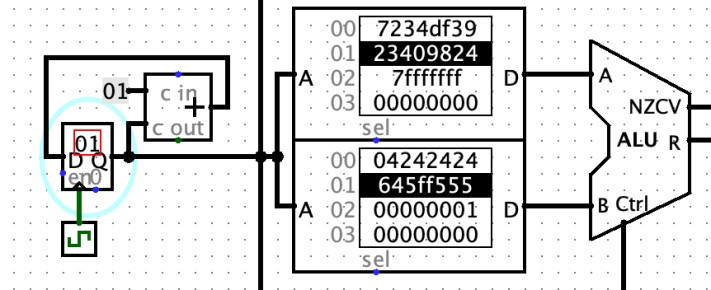 00 7234df39
01 23409824
A 02 7fffffff D
03 00000000
sel
01 c in
+
c out
01
D Q
en 0
00 04242424
01 645ff555
A 02 00000001 D
03 00000000
sel
A
NZCV
ALU R
B Ctrl